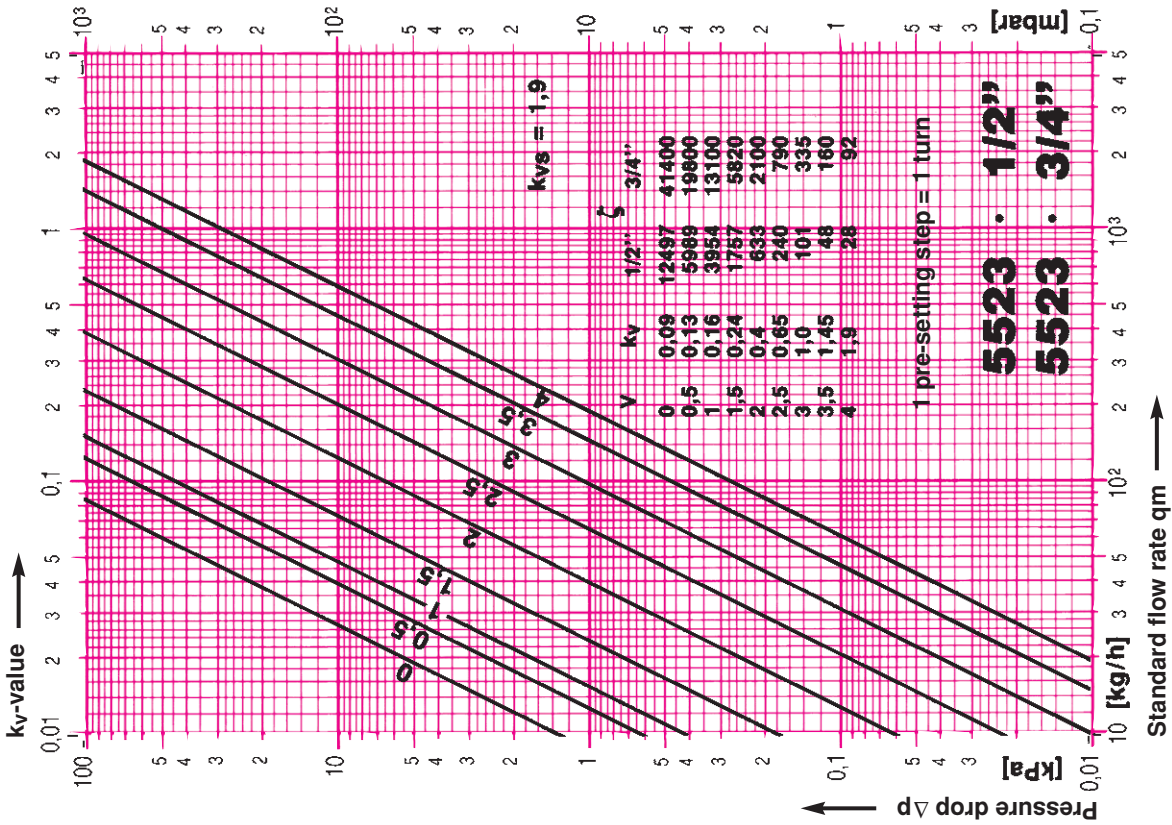 kv-value
0,01 2 3 4 5 0,1 2 3 4 5 1 2 3 4 5
Pressure drop Δp
100 5 4 3 2 10 5 4 3 2 1 5 4 3 2 0,1 5 4 3 [kPa] 0,01
10³ 5 4 3 2 10² 5 4 3 2 10 5 4 3 2 1 5 4 3 [mbar] 0,1
0
0,5
1
1,5
2
2,5
3
3,5
4
kvs = 1,9
ζ
V kv 1/2" 3/4"
0 0,09 12497 41400
0,5 0,13 5989 19800
1 0,16 3954 13100
1,5 0,24 1757 5820
2 0,4 633 2100
2,5 0,65 240 790
3 1,0 101 335
3,5 1,45 48 160
4 1,9 28 92
1 pre-setting step = 1 turn
5523 · 1/2”
5523 · 3/4”
10 [kg/h] 2 3 4 5 10² 2 3 4 5 10³ 2 3 4 5
Standard flow rate qm